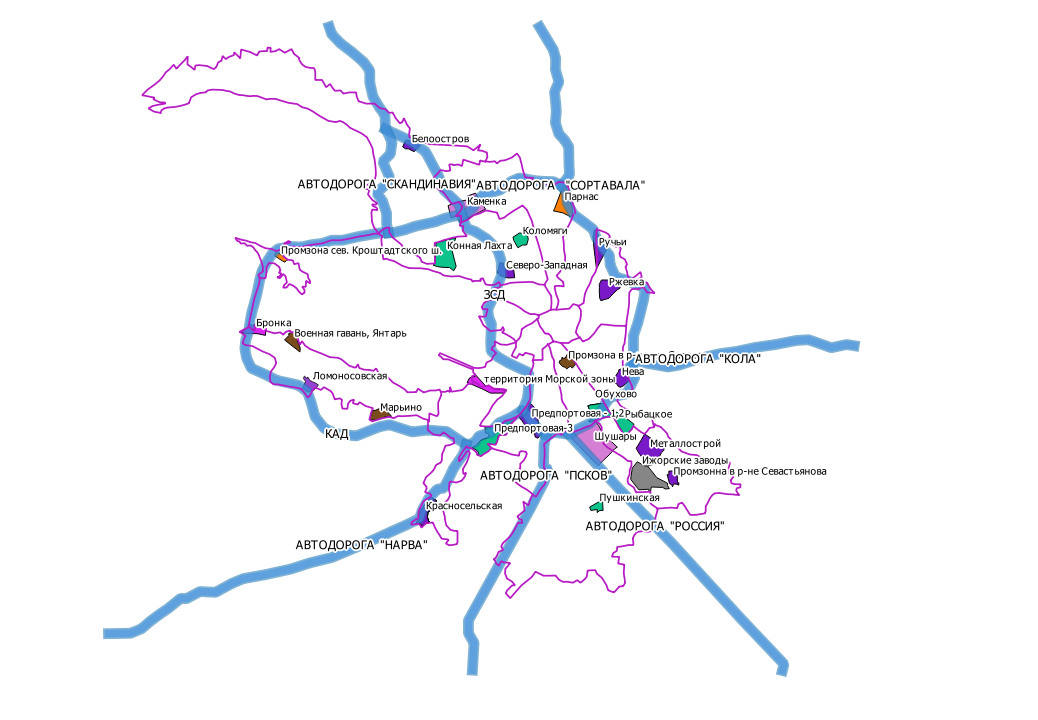 Белоостров
АВТОДОРОГА "СКАНДИНАВИЯ"
АВТОДОРОГА "СОРТАВАЛА"
Парнас
Каменка
Коломяги
Ручьи
Конная Лахта
Промзона сев. Кроштадтского ш.
Северо-Западная
Ржевка
ЗСД
Бронка
Военная гавань, Янтарь
Промзона в р-
АВТОДОРОГА "КОЛА"
Нева
Ломоносовская
территория Морской зоны
Обухово
Марьино
Предпортовая - 1,2
Рыбацкое
Предпортовая-3
КАД
Шушары
Металлострой
Ижорские заводы
Промзонна в р-не Севастьянова
АВТОДОРОГА "ПСКОВ"
Пушкинская
Красносельская
АВТОДОРОГА "РОССИЯ"
АВТОДОРОГА "НАРВА"